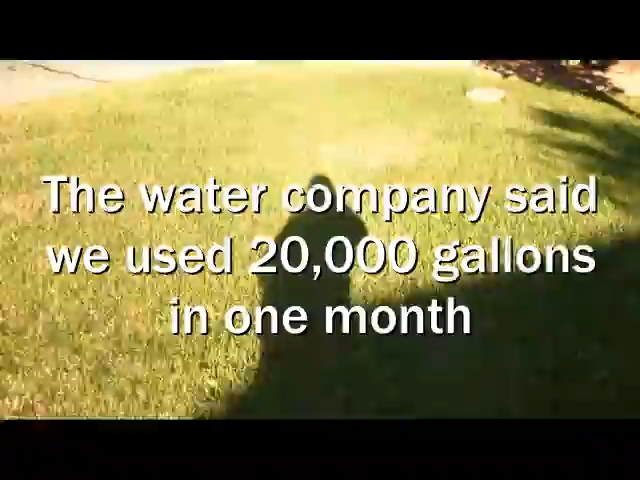 The water company said
we used 20,000 gallons
in one month